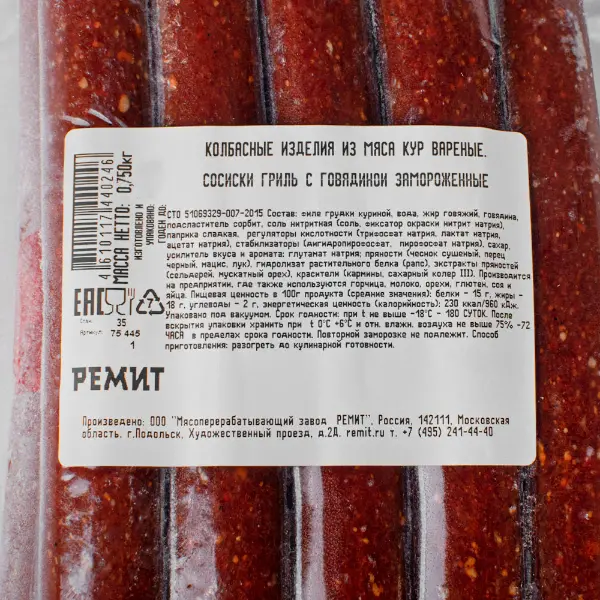 КОЛБАСНЫЕ ИЗДЕЛИЯ ИЗ МЯСА КУР ВАРЕНЫЕ.
СОСИСКИ ГРИЛЬ С ГОВЯДИНОЙ ЗАМОРОЖЕННЫЕ
4610117440246
МАССА НЕТТО: 0,750кг
ИЗГОТОВЛЕНО И
УПАКОВАНО:
ГОДЕН ДО:
СТО 51069329-007-2015 Состав: филе грудки куриной, вода, жир говяжий, говядина,
подсластитель сорбит, соль нитритная (соль, фиксатор окраски нитрит натрия),
соль пищевая, регуляторы кислотности (трифосфат натрия, лактат натрия,
ацетат натрия), стабилизаторы (дигидропирофосфат, пирофосфат натрия), сахар,
усилитель вкуса и аромата: глутамат натрия; пряности (чеснок сушеный, перец
черный, мацис, лук), гидролизат растительного белка (рапс), экстракты пряностей
(сельдерей, мускатный орех), красители (кармины, сахарный колер III). Производится
на предприятии, где также используются горчица, молоко, орехи, глютен, соя и
яйца. Пищевая ценность в 100г продукта (средние значения): белки - 15 г, жиры -
18 г, углеводы - 2 г, энергетическая ценность (калорийность): 230 ккал/960 кДж.
Упаковано под вакуумом. Срок годности: при t не выше -18°C - 180 СУТОК. После
вскрытия упаковки хранить при t 0°C +6°C и отн. влажн. воздуха не выше 75% -72
ЧАСА в пределах срока годности. Повторной заморозке не подлежит. Способ
приготовления: разогреть до кулинарной готовности.
EAC
7
Стан 35
Артикул: 75 445
1
РЕМИТ
Произведено: ООО "Мясоперерабатывающий завод РЕМИТ", Россия, 142111, Московская
область, г.Подольск, Художественный проезд, д.2А. remit.ru т. +7 (495) 241-44-40